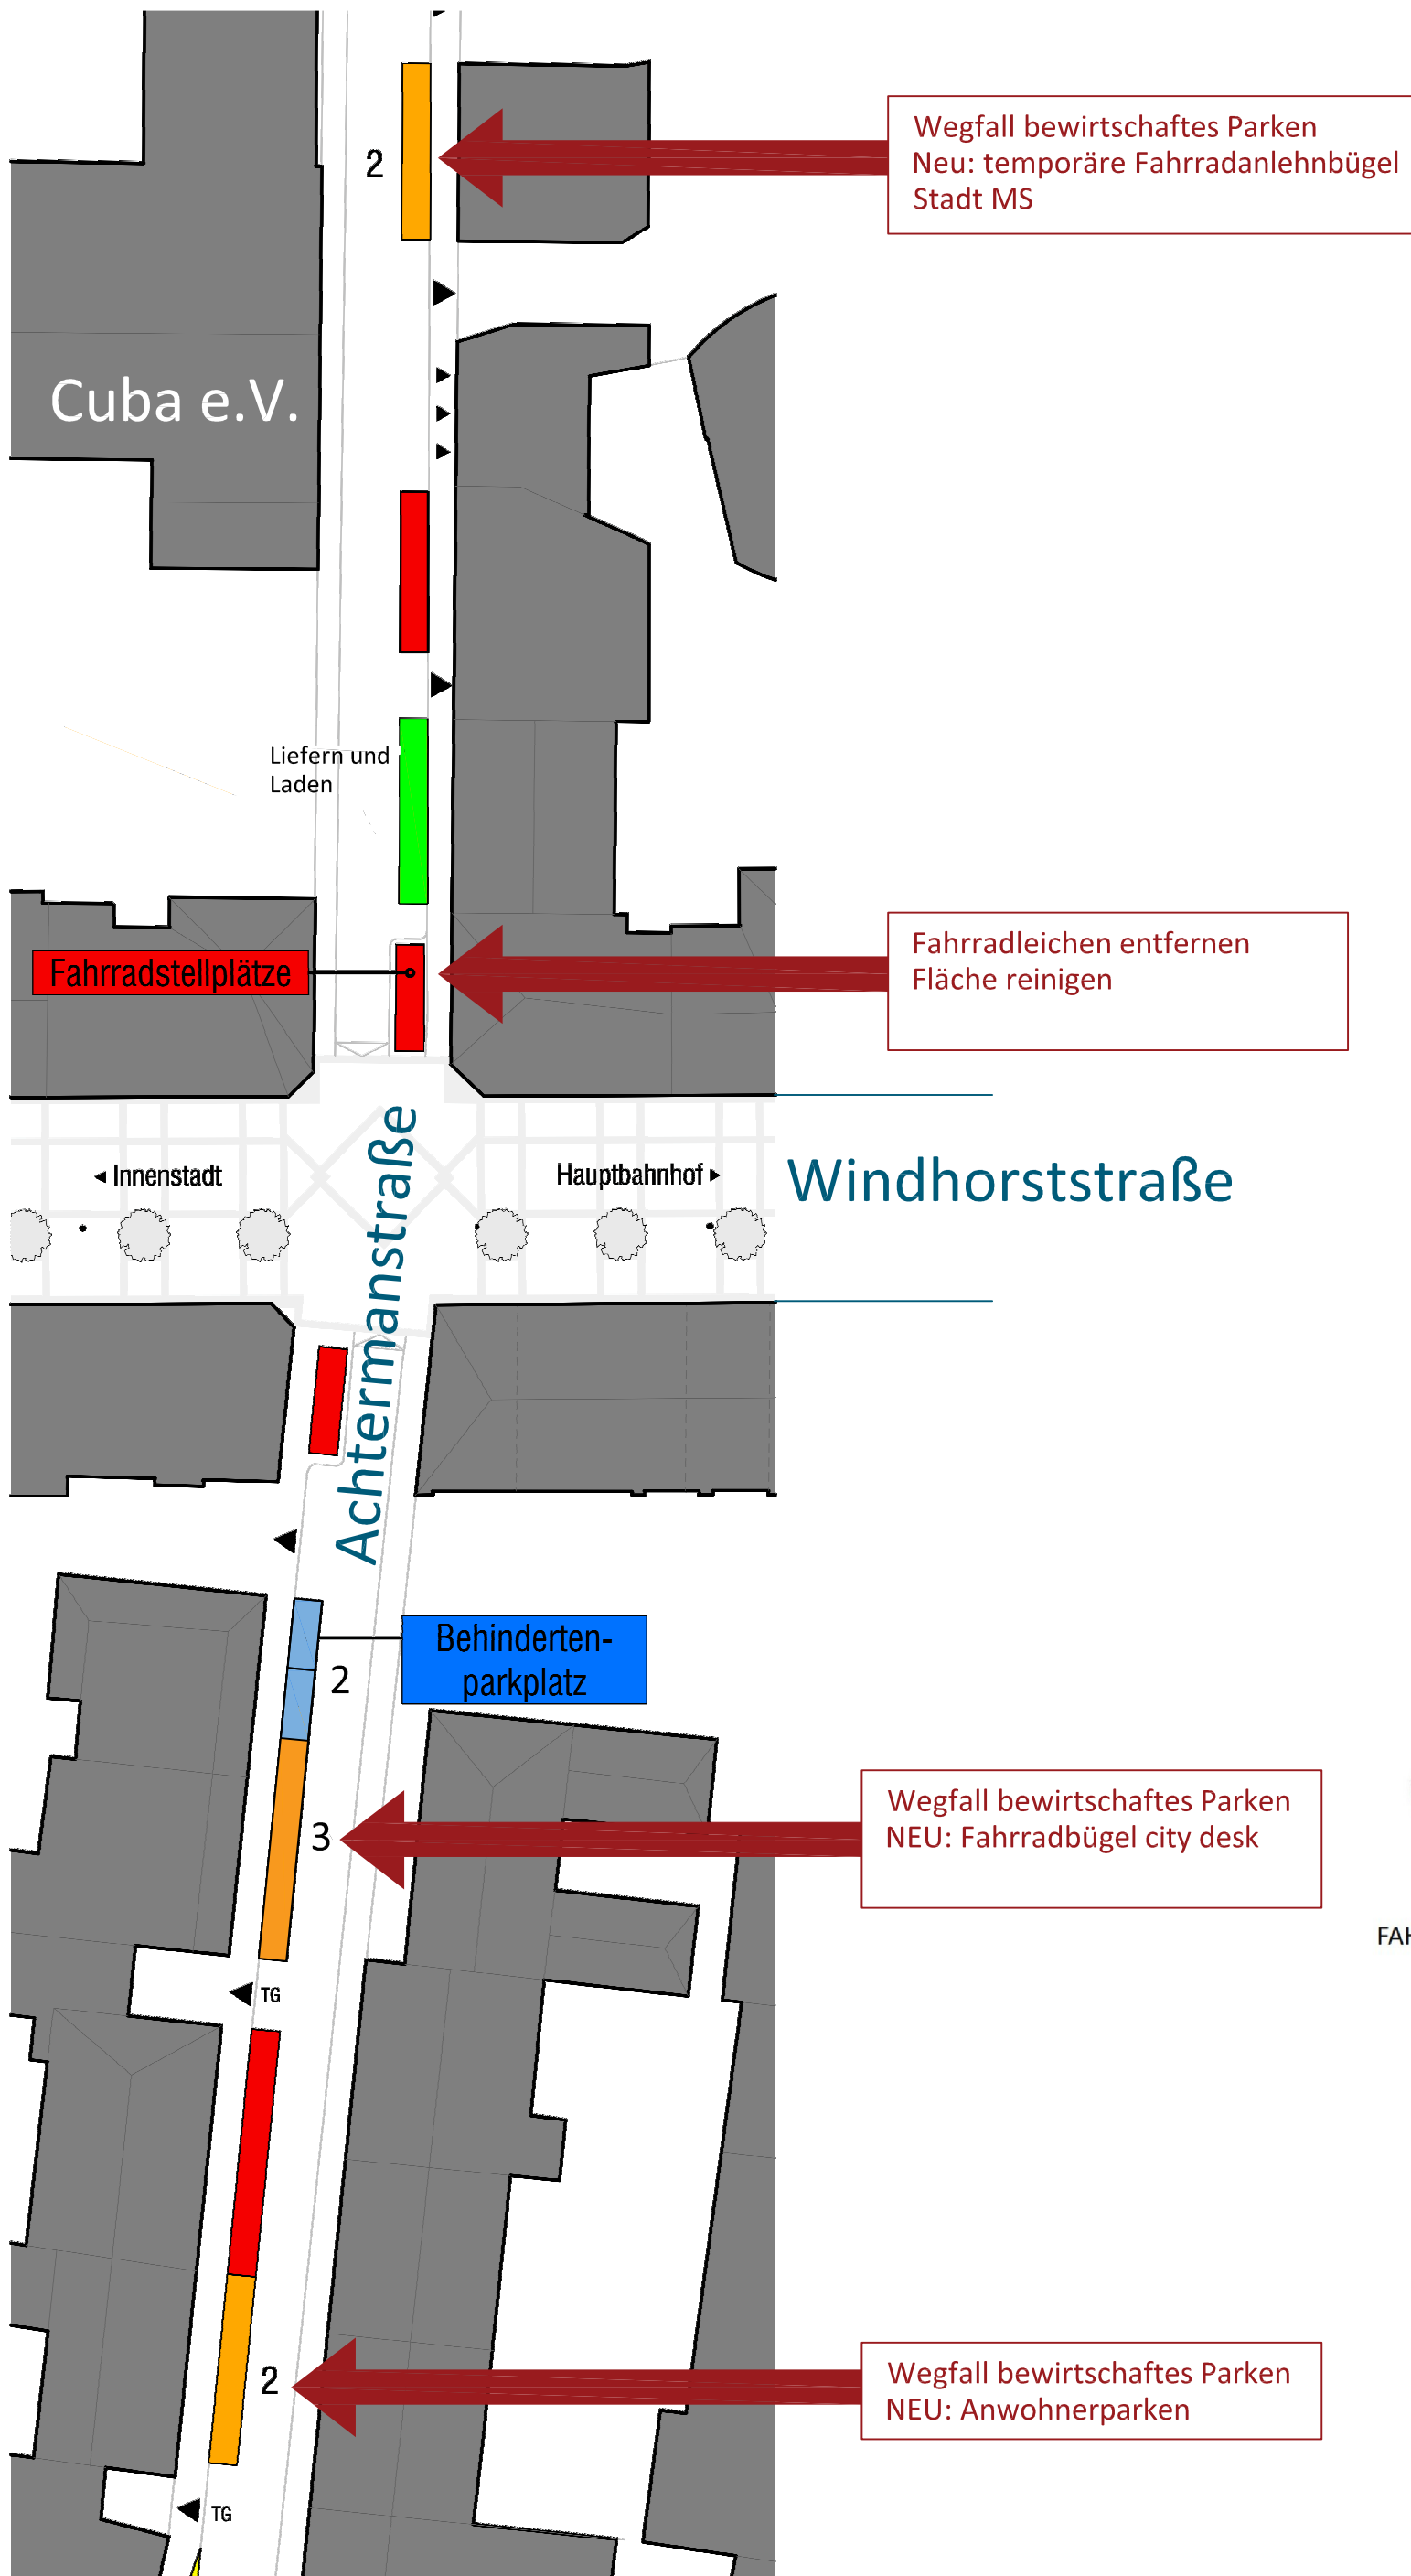 Wegfall bewirtschaftes Parken
Neu: temporäre Fahrradanlehnbügel
Stadt MS
2
Cuba e.V.
Liefern und
Laden
Fahrradstellplätze
Fahrradleichen entfernen
Fläche reinigen
Innenstadt
Hauptbahnhof
Windhorststraße
Achtermanstraße
Behinderten-
parkplatz
2
Wegfall bewirtschaftes Parken
NEU: Fahrradbügel city desk
3
FAH
TG
Wegfall bewirtschaftes Parken
NEU: Anwohnerparken
2
TG